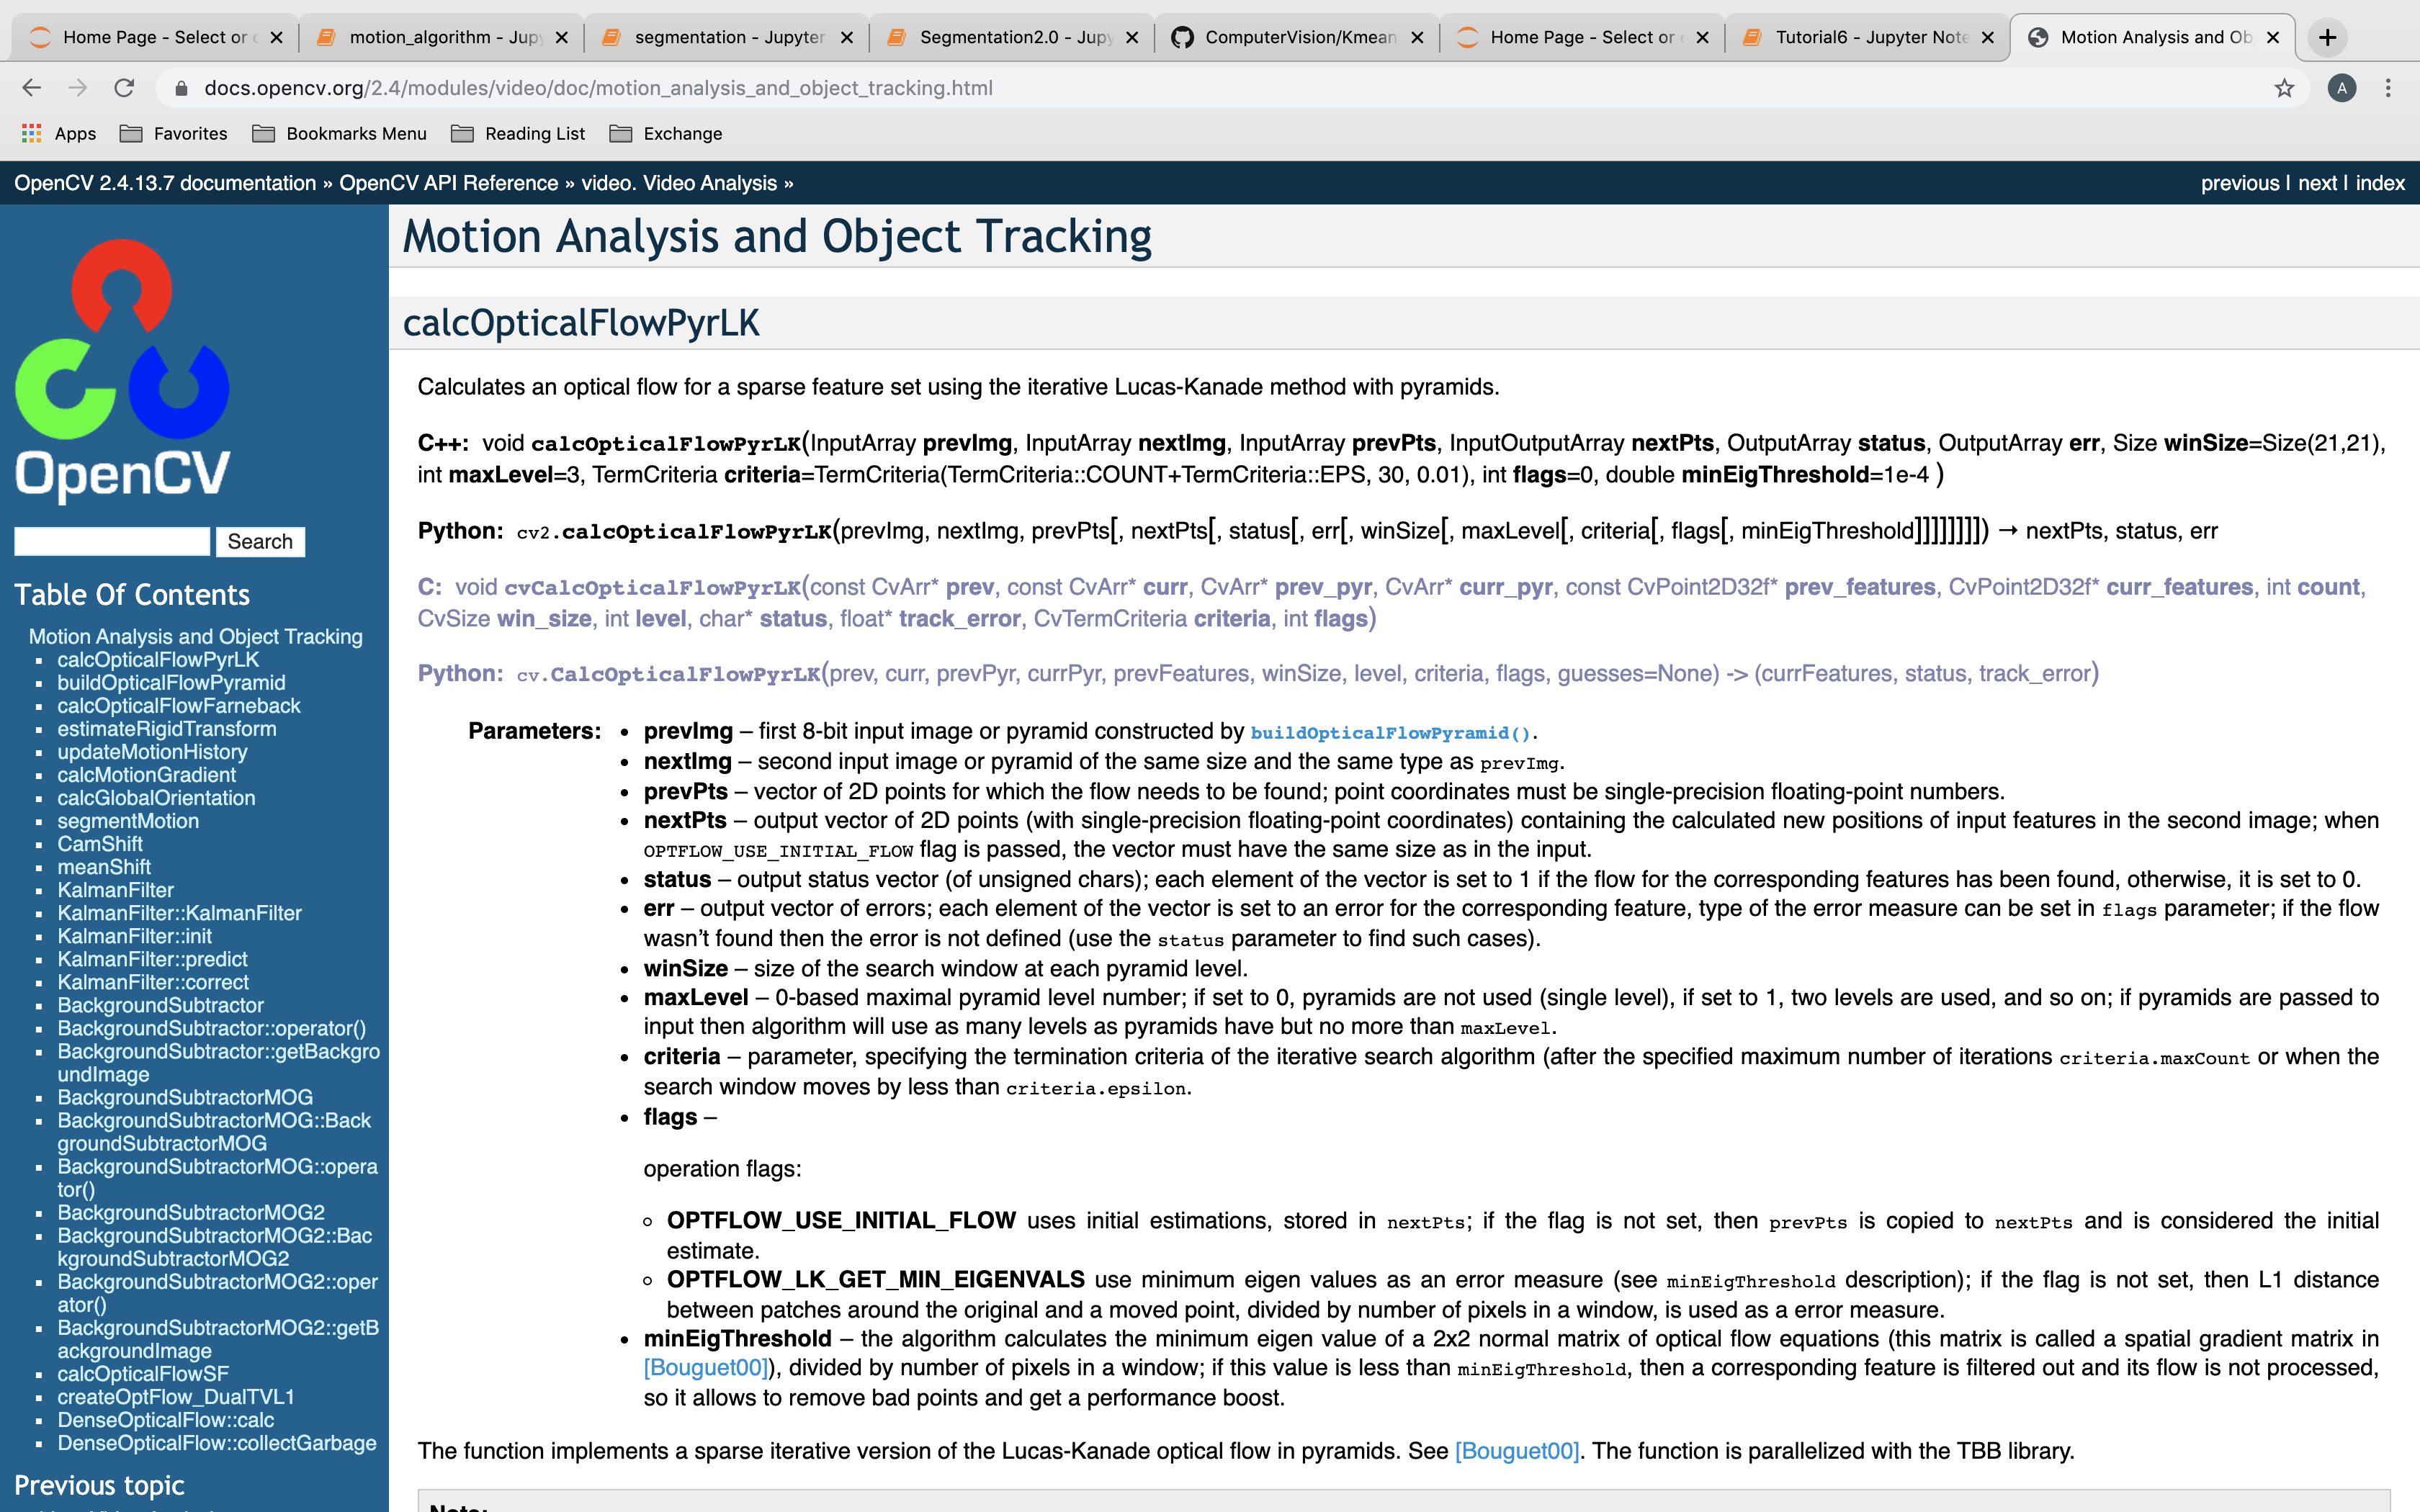 Home Page - Select or c
motion_algorithm - Jupy
segmentation - Jupyter
Segmentation2.0 - Jupy
ComputerVision/Kmean
Home Page - Select or c
Tutorial6 - Jupyter Note
Motion Analysis and Ob
docs.opencv.org/2.4/modules/video/doc/motion_analysis_and_object_tracking.html
A
Apps Favorites Bookmarks Menu Reading List Exchange
OpenCV 2.4.13.7 documentation » OpenCV API Reference » video. Video Analysis »
previous | next | index
OpenCV
Search
Table Of Contents
Motion Analysis and Object Tracking
calcOpticalFlowPyrLK
buildOpticalFlowPyramid
calcOpticalFlowFarneback
estimateRigidTransform
updateMotionHistory
calcMotionGradient
calcGlobalOrientation
segmentMotion
CamShift
meanShift
KalmanFilter
KalmanFilter::KalmanFilter
KalmanFilter::init
KalmanFilter::predict
KalmanFilter::correct
BackgroundSubtractor
BackgroundSubtractor::operator()
BackgroundSubtractor::getBackgro
undImage
BackgroundSubtractorMOG
BackgroundSubtractorMOG::Back
groundSubtractorMOG
BackgroundSubtractorMOG::opera
tor()
BackgroundSubtractorMOG2
BackgroundSubtractorMOG2::Bac
kgroundSubtractorMOG2
BackgroundSubtractorMOG2::oper
ator()
BackgroundSubtractorMOG2::getB
ackgroundImage
calcOpticalFlowSF
createOptFlow_DualTVL1
DenseOpticalFlow::calc
DenseOpticalFlow::collectGarbage
Previous topic
Motion Analysis and Object Tracking
calcOpticalFlowPyrLK
Calculates an optical flow for a sparse feature set using the iterative Lucas-Kanade method with pyramids.
C++: void calcOpticalFlowPyrLK(InputArray prevImg, InputArray nextImg, InputArray prevPts, InputOutputArray nextPts, OutputArray status, OutputArray err, Size winSize=Size(21,21),
int maxLevel=3, TermCriteria criteria=TermCriteria(TermCriteria::COUNT+TermCriteria::EPS, 30, 0.01), int flags=0, double minEigThreshold=1e-4 )
Python: cv2.calcOpticalFlowPyrLK(prevImg, nextImg, prevPts[, nextPts[, status[, err[, winSize[, maxLevel[, criteria[, flags[, minEigThreshold]]]]]]]]) → nextPts, status, err
C: void cvCalcOpticalFlowPyrLK(const CvArr* prev, const CvArr* curr, CvArr* prev_pyr, CvArr* curr_pyr, const CvPoint2D32f* prev_features, CvPoint2D32f* curr_features, int count,
CvSize win_size, int level, char* status, float* track_error, CvTermCriteria criteria, int flags)
Python: cv.CalcOpticalFlowPyrLK(prev, curr, prevPyr, currPyr, prevFeatures, winSize, level, criteria, flags, guesses=None) -> (currFeatures, status, track_error)
Parameters: • prevImg – first 8-bit input image or pyramid constructed by buildOpticalFlowPyramid().
• nextImg – second input image or pyramid of the same size and the same type as prevImg.
• prevPts – vector of 2D points for which the flow needs to be found; point coordinates must be single-precision floating-point numbers.
• nextPts – output vector of 2D points (with single-precision floating-point coordinates) containing the calculated new positions of input features in the second image; when
OPTFLOW_USE_INITIAL_FLOW flag is passed, the vector must have the same size as in the input.
• status – output status vector (of unsigned chars); each element of the vector is set to 1 if the flow for the corresponding features has been found, otherwise, it is set to 0.
• err – output vector of errors; each element of the vector is set to an error for the corresponding feature, type of the error measure can be set in flags parameter; if the flow
wasn't found then the error is not defined (use the status parameter to find such cases).
• winSize – size of the search window at each pyramid level.
• maxLevel – 0-based maximal pyramid level number; if set to 0, pyramids are not used (single level), if set to 1, two levels are used, and so on; if pyramids are passed to
input then algorithm will use as many levels as pyramids have but no more than maxLevel.
• criteria – parameter, specifying the termination criteria of the iterative search algorithm (after the specified maximum number of iterations criteria.maxCount or when the
search window moves by less than criteria.epsilon.
• flags –
operation flags:
◦ OPTFLOW_USE_INITIAL_FLOW uses initial estimations, stored in nextPts; if the flag is not set, then prevPts is copied to nextPts and is considered the initial
estimate.
◦ OPTFLOW_LK_GET_MIN_EIGENVALS use minimum eigen values as an error measure (see minEigThreshold description); if the flag is not set, then L1 distance
between patches around the original and a moved point, divided by number of pixels in a window, is used as a error measure.
• minEigThreshold – the algorithm calculates the minimum eigen value of a 2x2 normal matrix of optical flow equations (this matrix is called a spatial gradient matrix in
[Bouguet00]), divided by number of pixels in a window; if this value is less than minEigThreshold, then a corresponding feature is filtered out and its flow is not processed,
so it allows to remove bad points and get a performance boost.
The function implements a sparse iterative version of the Lucas-Kanade optical flow in pyramids. See [Bouguet00]. The function is parallelized with the TBB library.